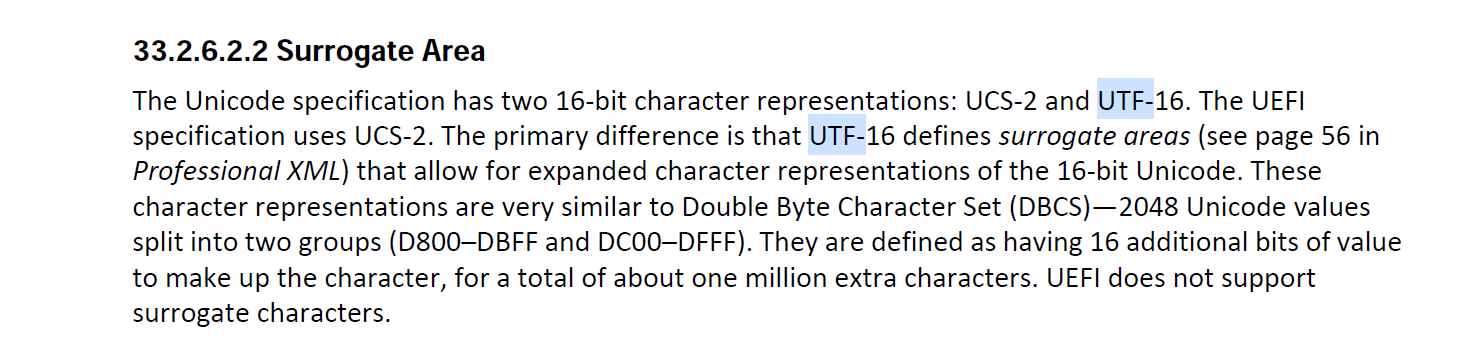 33.2.6.2.2 Surrogate Area
The Unicode specification has two 16-bit character representations: UCS-2 and UTF-16. The UEFI
specification uses UCS-2. The primary difference is that UTF-16 defines surrogate areas (see page 56 in
Professional XML) that allow for expanded character representations of the 16-bit Unicode. These
character representations are very similar to Double Byte Character Set (DBCS)—2048 Unicode values
split into two groups (D800–DBFF and DC00–DFFF). They are defined as having 16 additional bits of value
to make up the character, for a total of about one million extra characters. UEFI does not support
surrogate characters.